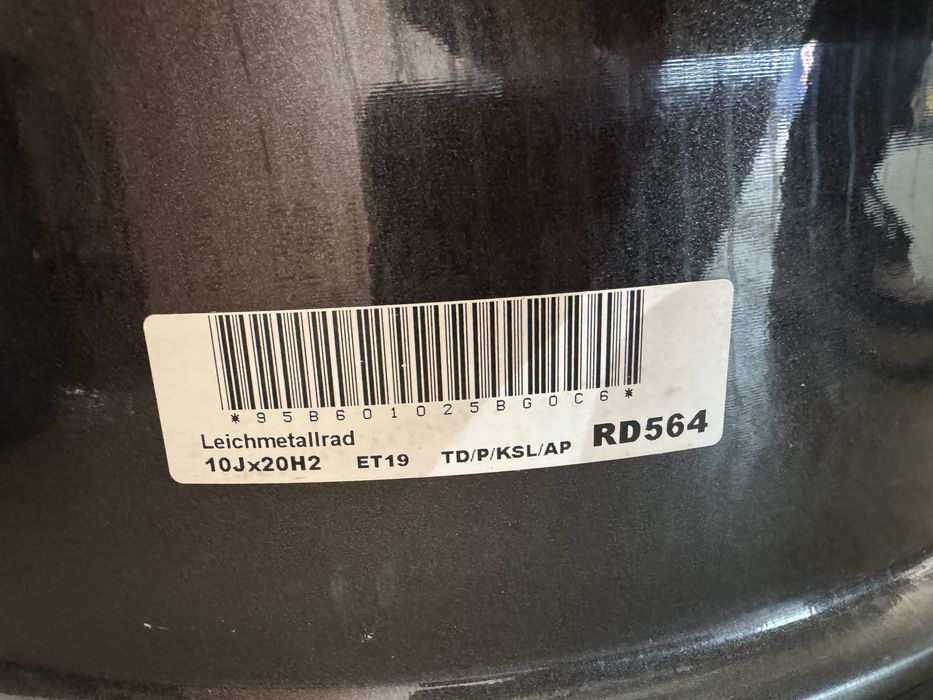 *95B601025BG0C6*
Leichmetallrad
10Jx20H2 ET19 TD/P/KSL/AP RD564